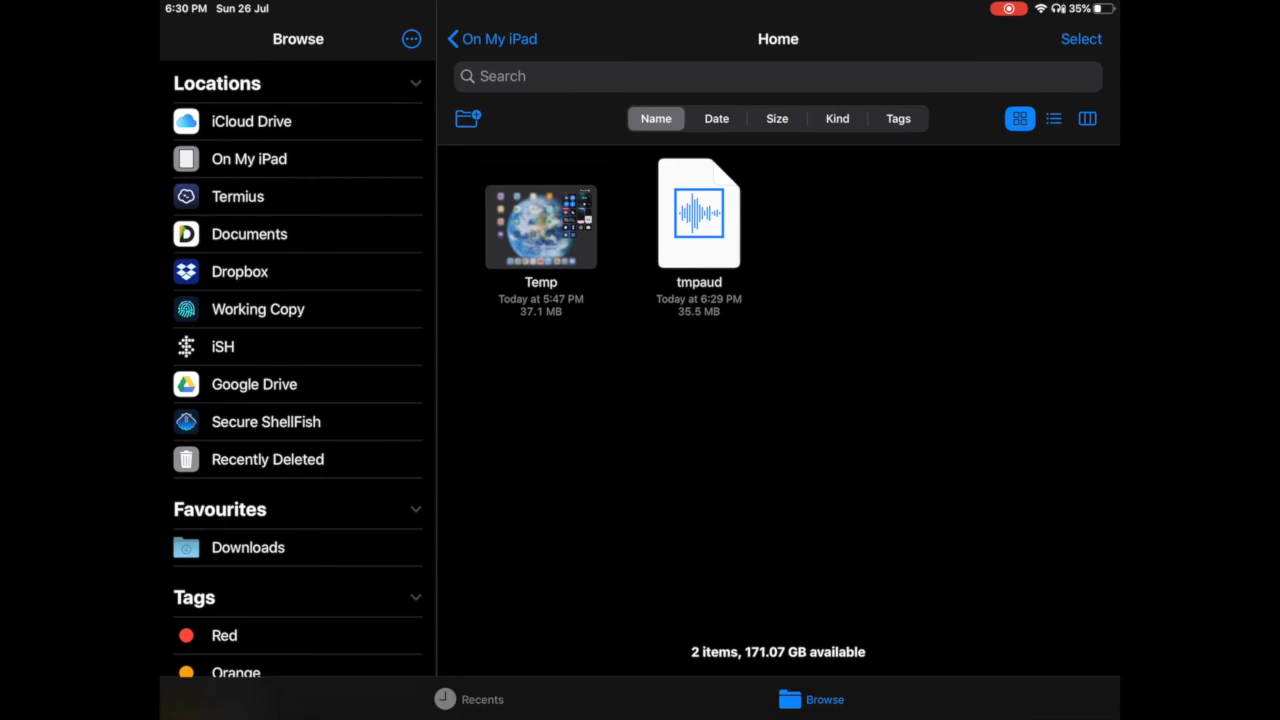 6:30 PM Sun 26 Jul
35%
Browse
Locations
iCloud Drive
On My iPad
Termius
Documents
Dropbox
Working Copy
iSH
Google Drive
Secure ShellFish
Recently Deleted
Favourites
Downloads
Tags
Red
Orange
On My iPad
Home
Select
Search
Name Date Size Kind Tags
Temp
Today at 5:47 PM
37.1 MB
tmpaud
Today at 6:29 PM
35.5 MB
2 items, 171.07 GB available
Recents
Browse